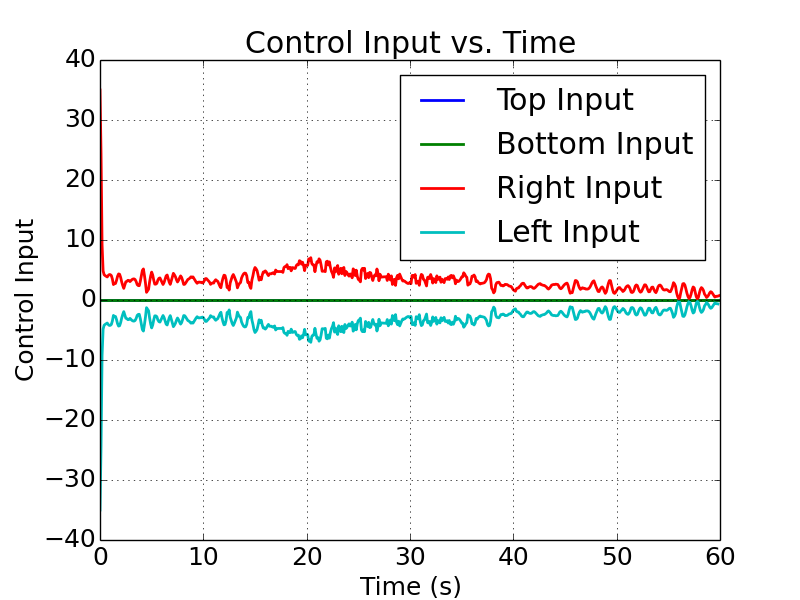 Control Input vs. Time
40
30
20
10
0
−10
−20
−30
−40
Control Input
Top Input
Bottom Input
Right Input
Left Input
0 10 20 30 40 50 60
Time (s)